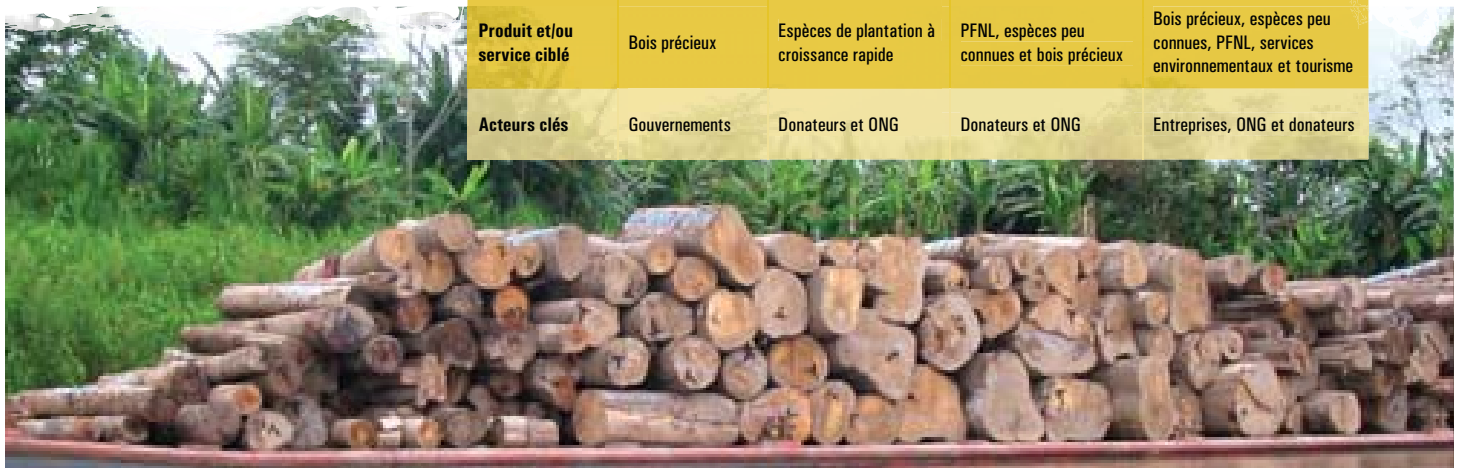 Produit et/ou
service ciblé
Bois précieux
Espèces de plantation à
croissance rapide
PFNL, espèces peu
connues et bois précieux
Bois précieux, espèces peu
connues, PFNL, services
environnementaux et tourisme
Acteurs clés
Gouvernements
Donateurs et ONG
Donateurs et ONG
Entreprises, ONG et donateurs